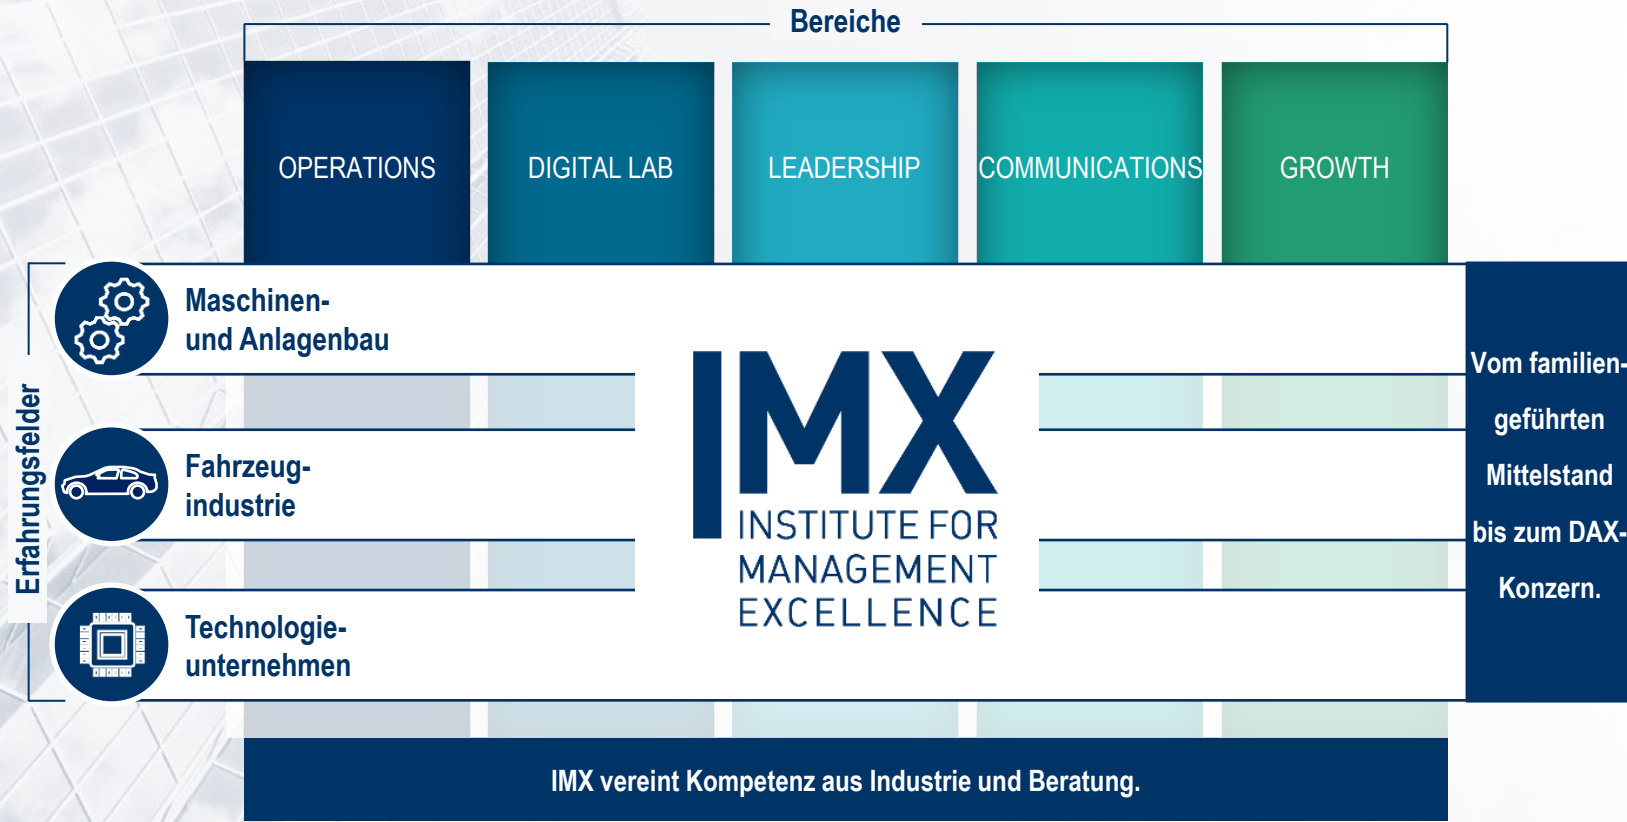 Bereiche
OPERATIONS
DIGITAL LAB
LEADERSHIP
COMMUNICATIONS
GROWTH
Erfahrungsfelder
Maschinen-
und Anlagenbau
Fahrzeug-
industrie
Technologie-
unternehmen
IMX
INSTITUTE FOR
MANAGEMENT
EXCELLENCE
Vom familien-
geführten
Mittelstand
bis zum DAX-
Konzern.
IMX vereint Kompetenz aus Industrie und Beratung.